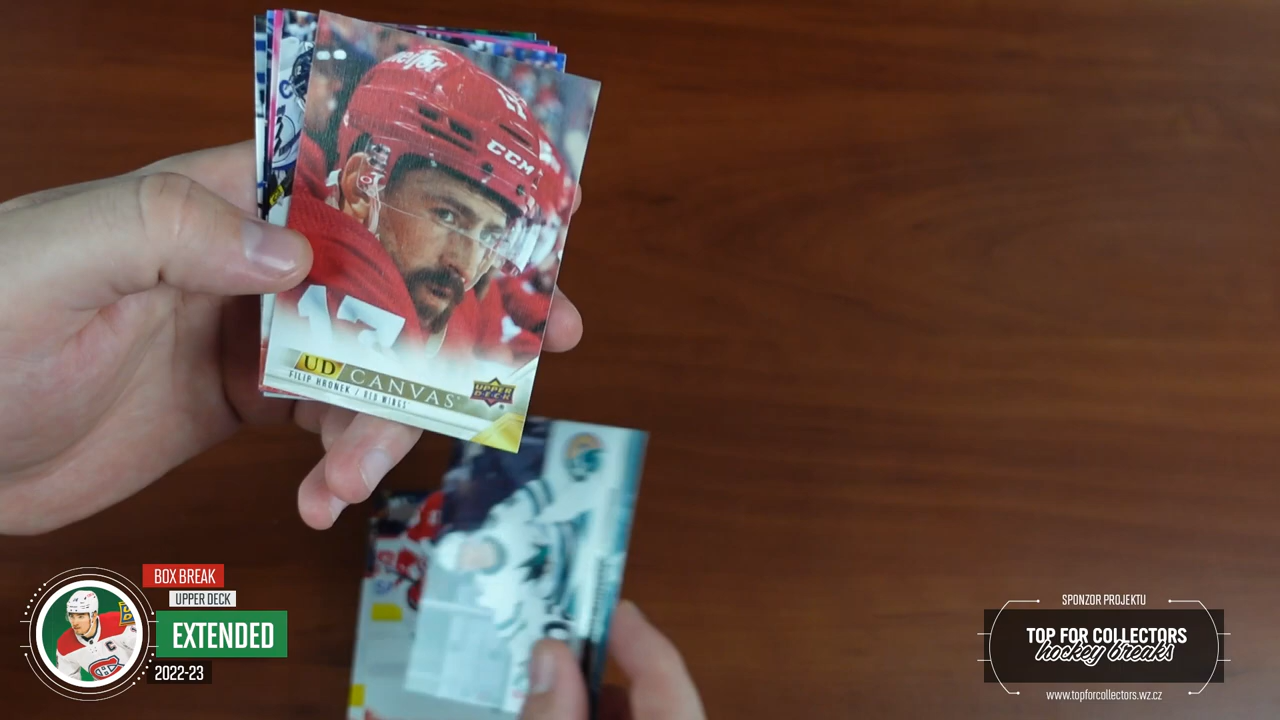 CCM
17
UD CANVAS
FILIP HRONEK / RED WINGS
UPPER DECK
BOX BREAK
UPPER DECK
EXTENDED
2022-23
SPONZOR PROJEKTU
TOP FOR COLLECTORS
hockey breaks
www.topforcollectors.wz.cz